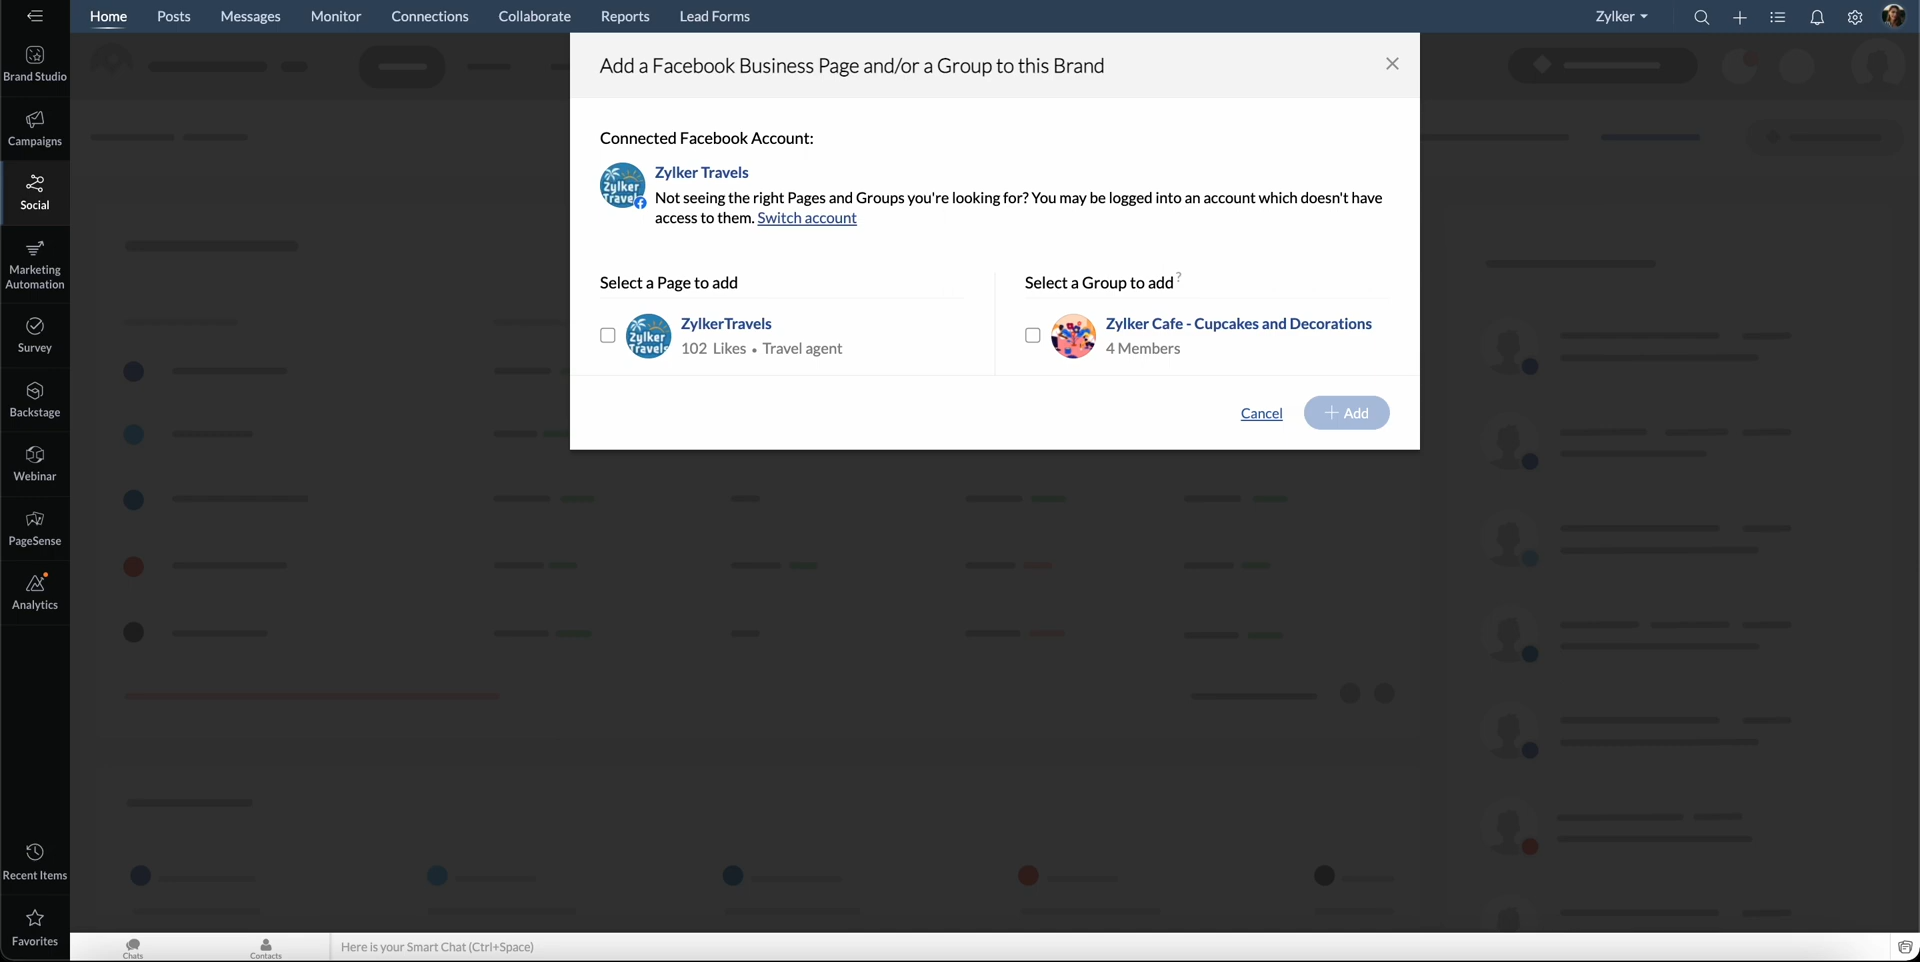 Home Posts Messages Monitor Connections Collaborate Reports Lead Forms Zylker
Brand Studio
Campaigns
Social
Marketing
Automation
Survey
Backstage
Webinar
PageSense
Analytics
Recent Items
Favorites
Add a Facebook Business Page and/or a Group to this Brand
Connected Facebook Account:
Zylker
Travels
Zylker Travels
Not seeing the right Pages and Groups you're looking for? You may be logged into an account which doesn't have
access to them. Switch account
Select a Page to add
Zylker
Travels
ZylkerTravels
102 Likes • Travel agent
Select a Group to add ?
Zylker Cafe - Cupcakes and Decorations
4 Members
Cancel + Add
Chats Contacts Here is your Smart Chat (Ctrl+Space)